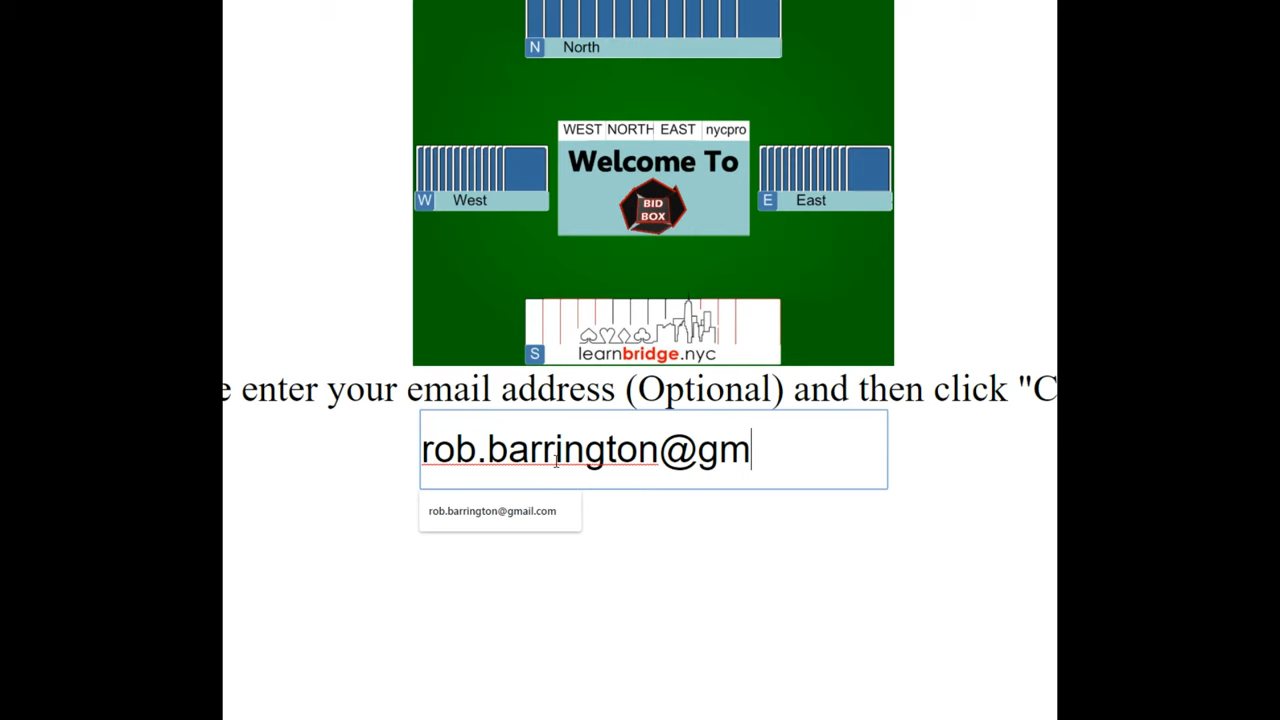 N North
WEST NORTH EAST nycpro
Welcome To
BID
BOX
W West
E East
S
learnbridge.nyc
e enter your email address (Optional) and then click "C
rob.barrington@gm
rob.barrington@gmail.com